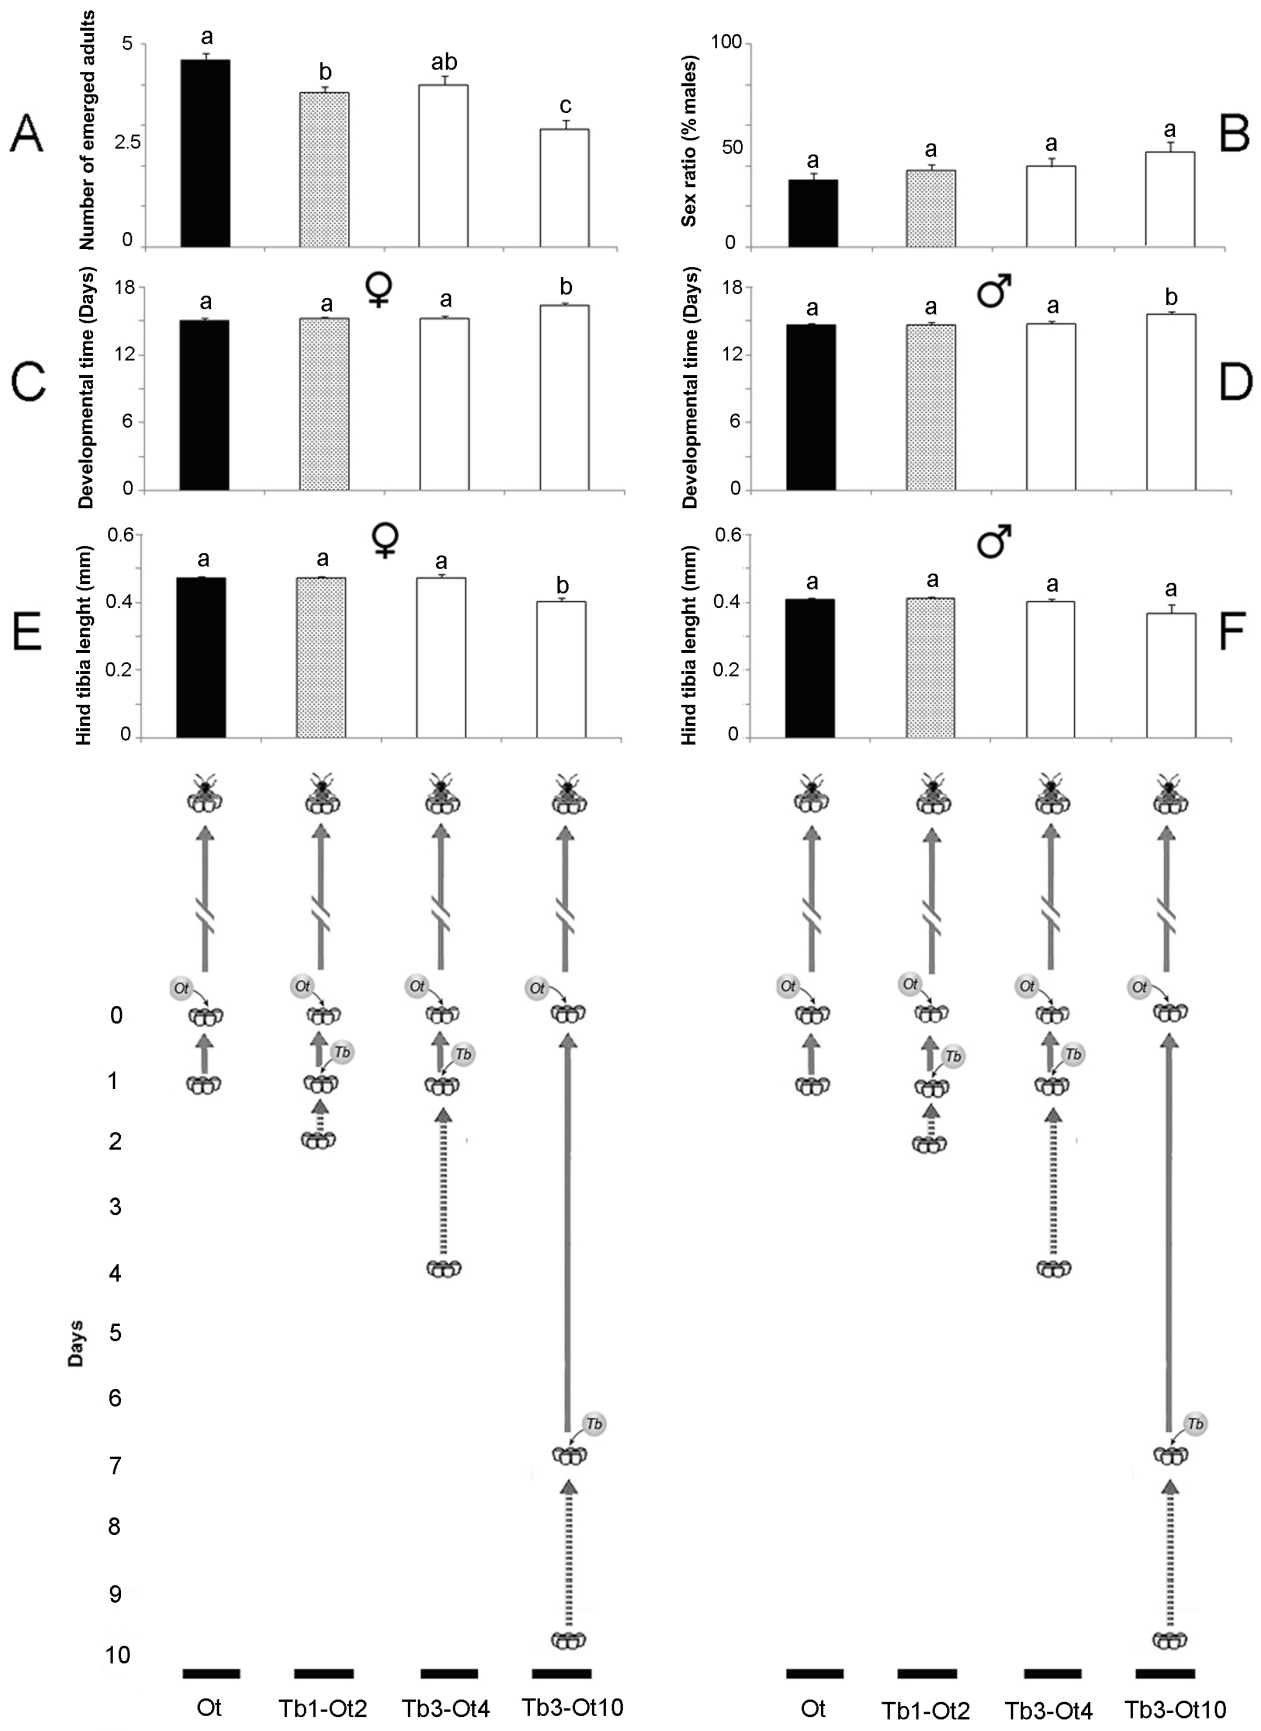 A
Number of emerged adults
5
2.5
0
a
b
ab
c
B
Sex ratio (% males)
100
50
0
a
a
a
a
C
Developmental time (Days)
18
12
6
0
♀
a
a
a
b
D
Developmental time (Days)
18
12
6
0
♂
a
a
a
b
E
Hind tibia lenght (mm)
0.6
0.4
0.2
0
♀
a
a
a
b
F
Hind tibia lenght (mm)
0.6
0.4
0.2
0
♂
a
a
a
a
Ot Ot Ot Ot Ot Ot Ot Ot
0
Tb Tb Tb Tb
1
2
3
4
5
Days
6
Tb Tb
7
8
9
10
Ot Tb1-Ot2 Tb3-Ot4 Tb3-Ot10 Ot Tb1-Ot2 Tb3-Ot4 Tb3-Ot10